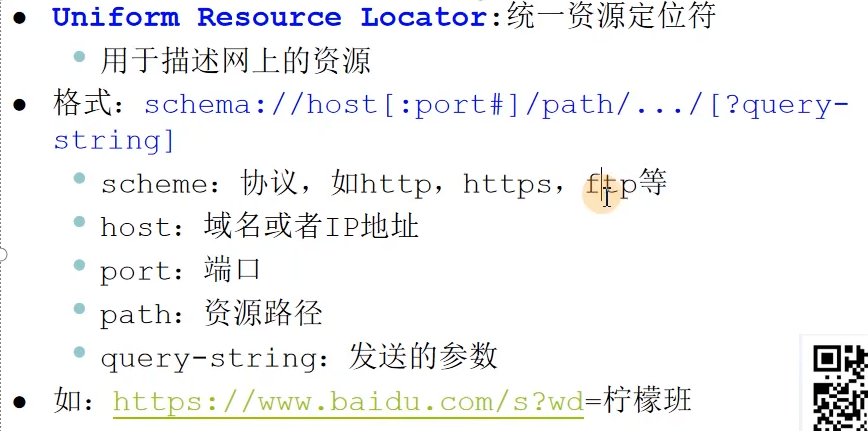 Uniform Resource Locator:统一资源定位符
用于描述网上的资源
格式：schema://host[:port#]/path/.../[?query-
string]
scheme：协议，如http，https，ftp等
host：域名或者IP地址
port：端口
path：资源路径
query-string：发送的参数
如：https://www.baidu.com/s?wd=柠檬班